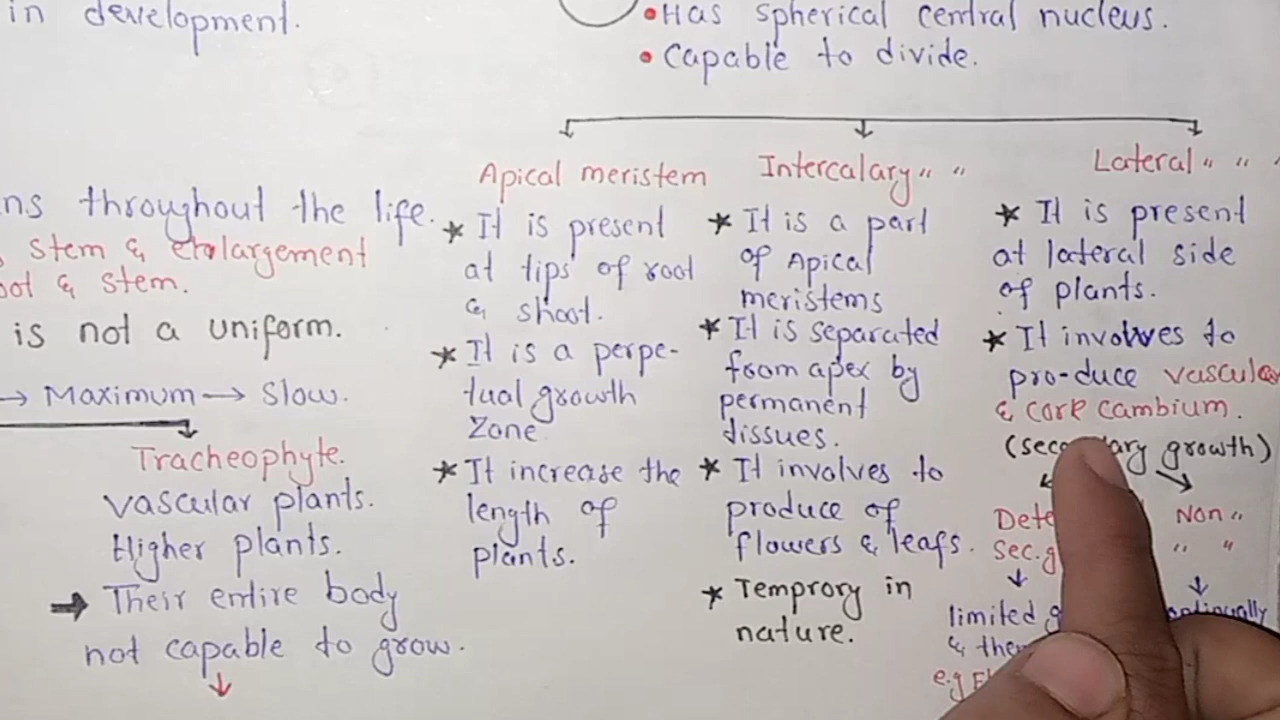 in development.
Has spherical central nucleus.
Capable to divide.
ns throughout the life.
stem & enlargement
oot & stem.
is not a uniform.
→ Maximum → Slow.
Tracheophyte.
vascular plants.
Higher plants.
→ Their entire body
not capable to grow.
Apical meristem
* It is present
at tips of root
& shoot.
* It is a perpe-
tual growth
Zone
* It increase the
length of
plants.
Intercalary " "
* It is a part
of Apical
meristems
* It is separated
from apex by
permanent
tissues.
* It involves to
produce of
flowers & leafs.
* Temprory in
nature.
Lateral " " "
* It is present
at lateral side
of plants.
* It involves to
pro-duce vascular
& cork cambium.
growth)
Non "
Sec. " "
limited
&
e.g